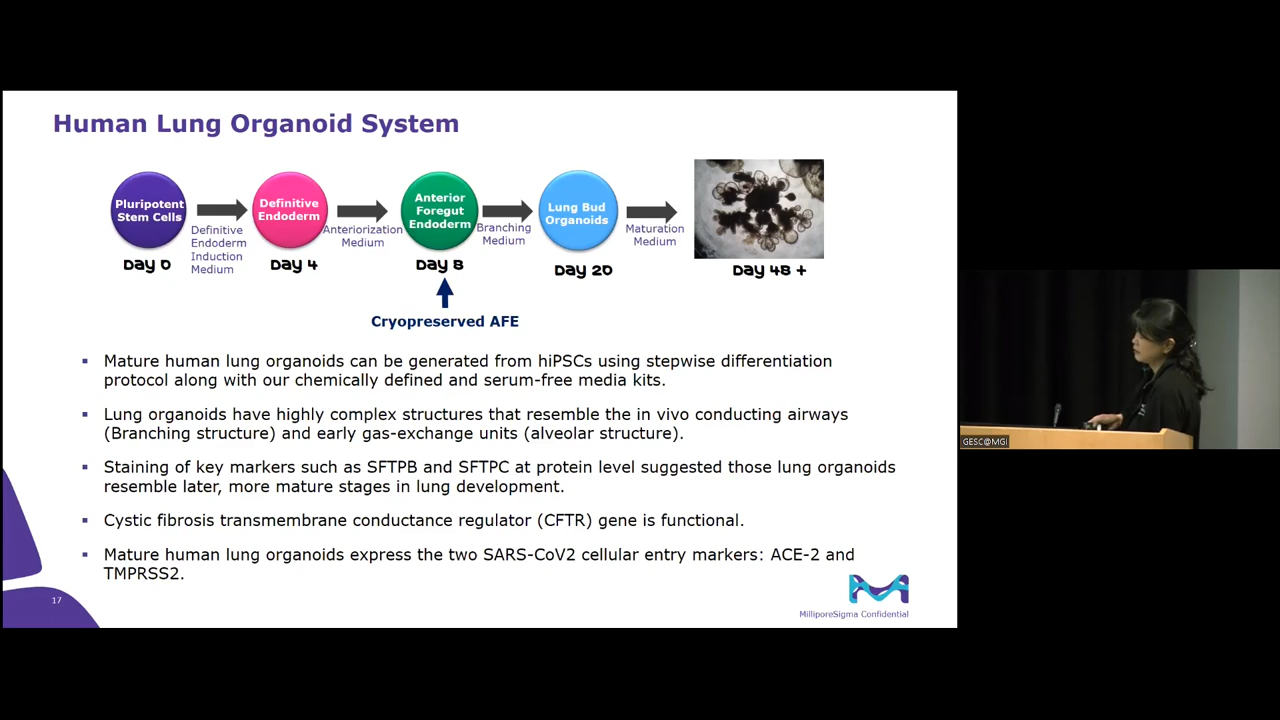 Human Lung Organoid System
Pluripotent
Stem Cells
Definitive
Endoderm
Induction
Medium
Definitive
Endoderm
Anteriorization
Medium
Anterior
Foregut
Endoderm
Branching
Medium
Lung Bud
Organoids
Maturation
Medium
Day 0
Day 4
Day 8
Day 20
Day 48 +
Cryopreserved AFE
▪ Mature human lung organoids can be generated from hiPSCs using stepwise differentiation
protocol along with our chemically defined and serum-free media kits.
▪ Lung organoids have highly complex structures that resemble the in vivo conducting airways
(Branching structure) and early gas-exchange units (alveolar structure).
▪ Staining of key markers such as SFTPB and SFTPC at protein level suggested those lung organoids
resemble later, more mature stages in lung development.
▪ Cystic fibrosis transmembrane conductance regulator (CFTR) gene is functional.
▪ Mature human lung organoids express the two SARS-CoV2 cellular entry markers: ACE-2 and
TMPRSS2.
17
MilliporeSigma Confidential
GESC@MGI